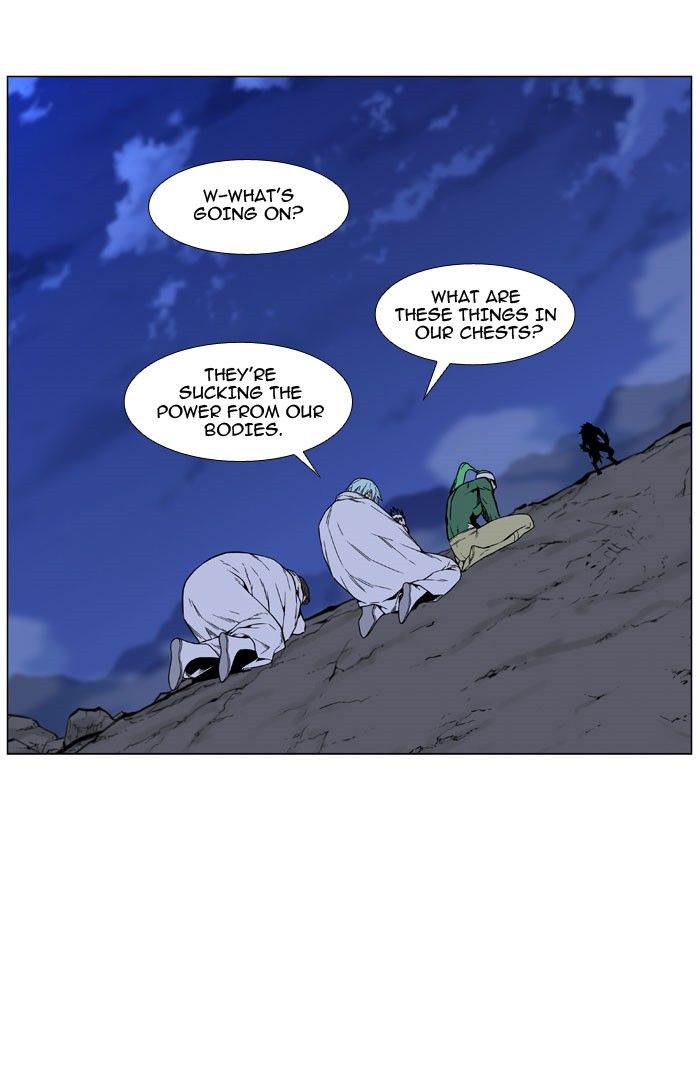 W-WHAT'S
GOING ON?
WHAT ARE
THESE THINGS IN
OUR CHESTS?
THEY'RE
SUCKING THE
POWER FROM OUR
BODIES.